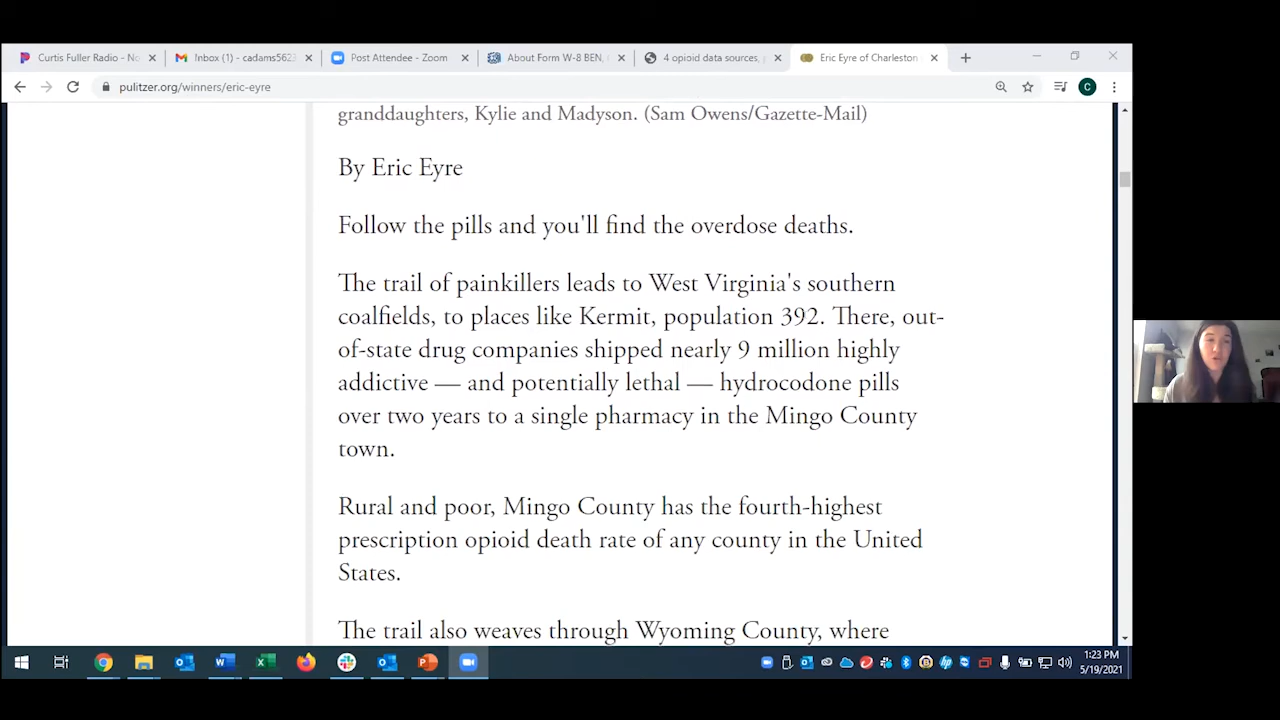 Curtis Fuller Radio - No
Inbox (1) - cadams562
Post Attendee - Zoom
About Form W-8 BEN,
4 opioid data sources,
Eric Eyre of Charleston
pulitzer.org/winners/eric-eyre
C
granddaughters, Kylie and Madyson. (Sam Owens/Gazette-Mail)
By Eric Eyre
Follow the pills and you'll find the overdose deaths.
The trail of painkillers leads to West Virginia's southern
coalfields, to places like Kermit, population 392. There, out-
of-state drug companies shipped nearly 9 million highly
addictive — and potentially lethal — hydrocodone pills
over two years to a single pharmacy in the Mingo County
town.
Rural and poor, Mingo County has the fourth-highest
prescription opioid death rate of any county in the United
States.
The trail also weaves through Wyoming County, where
1:23 PM
5/19/2021